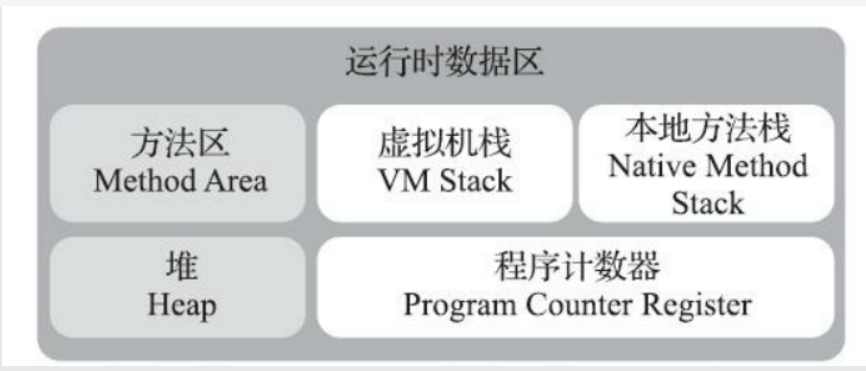 运行时数据区
方法区
Method Area
虚拟机栈
VM Stack
本地方法栈
Native Method
Stack
堆
Heap
程序计数器
Program Counter Register